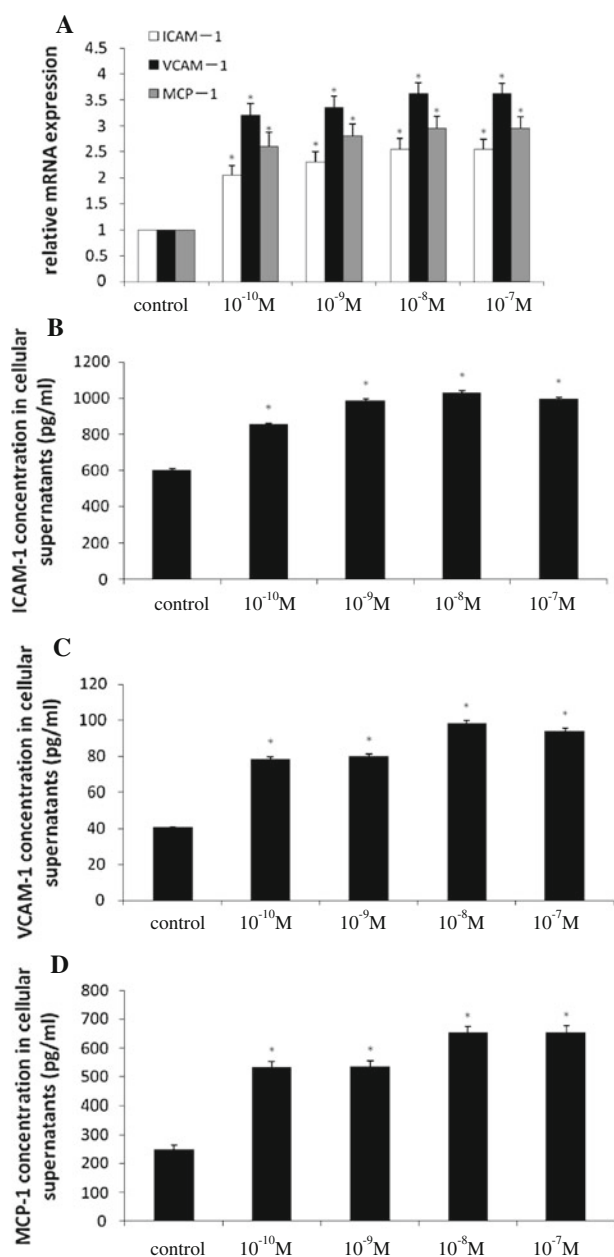 A
ICAM—1
VCAM—1
MCP—1
relative mRNA expression
4.5
4
3.5
3
2.5
2
1.5
1
0.5
0
* * * * * * * * * * * *
control 10⁻¹⁰M 10⁻⁹M 10⁻⁸M 10⁻⁷M
B
ICAM-1 concentration in cellular
supernatants (pg/ml)
1200
1000
800
600
400
200
0
* * * *
control 10⁻¹⁰M 10⁻⁹M 10⁻⁸M 10⁻⁷M
C
VCAM-1 concentration in cellular
supernatants (pg/ml)
120
100
80
60
40
20
0
* * * *
control 10⁻¹⁰M 10⁻⁹M 10⁻⁸M 10⁻⁷M
D
MCP-1 concentration in cellular
supernatants (pg/ml)
800
700
600
500
400
300
200
100
0
* * * *
control 10⁻¹⁰M 10⁻⁹M 10⁻⁸M 10⁻⁷M